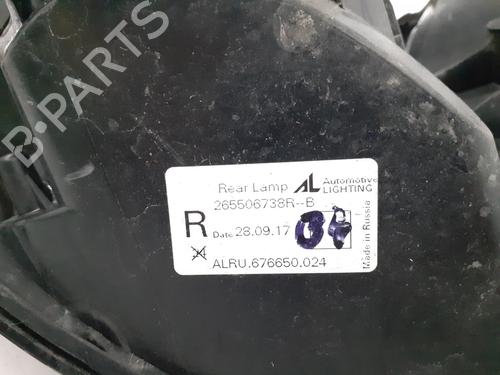 B-PARTS
Rear Lamp AL Automotive LIGHTING
265506738R--B
R Date 28.09.17
ALRU.676650.024
Made in Russia